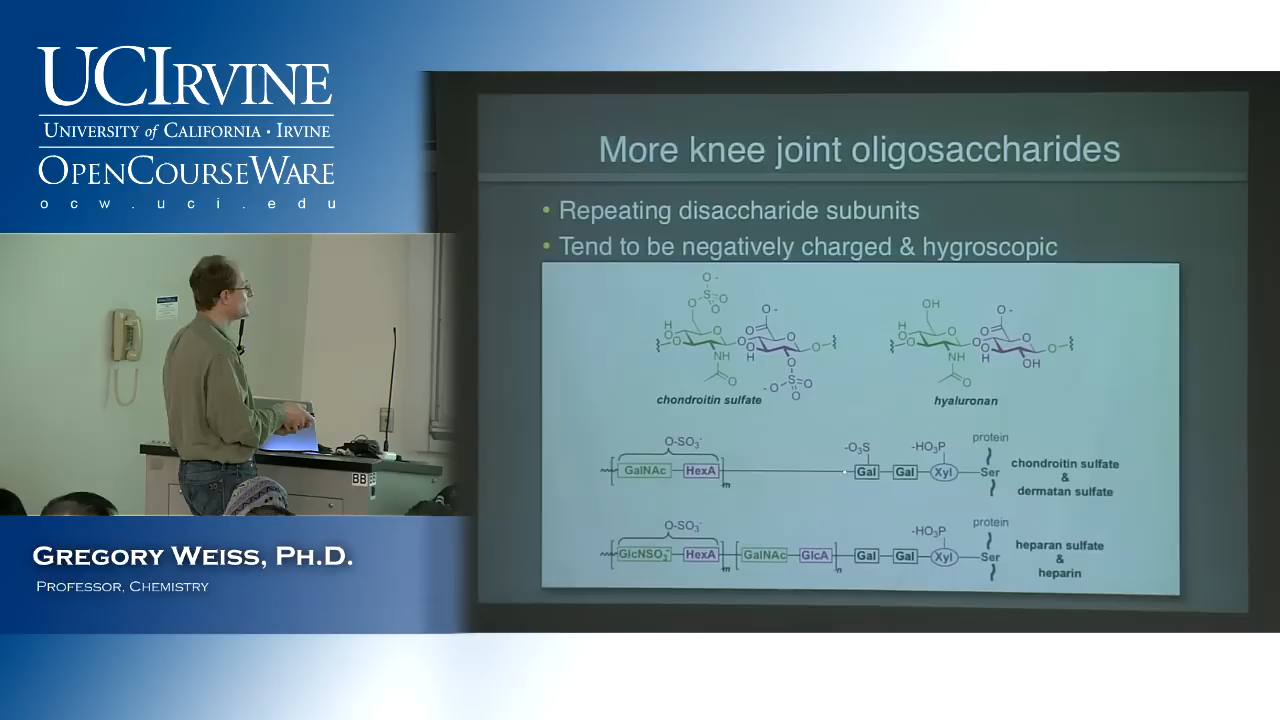 UCIRVINE
UNIVERSITY of CALIFORNIA · IRVINE
OPENCOURSEWARE
ocw.uci.edu
GREGORY WEISS, PH.D.
PROFESSOR, CHEMISTRY
BB
More knee joint oligosaccharides
• Repeating disaccharide subunits
• Tend to be negatively charged & hygroscopic
chondroitin sulfate
hyaluronan
O-SO₃⁻
GalNAc HexA m
-O₃S -HO₃P protein
Gal Gal Xyl Ser
chondroitin sulfate
&
dermatan sulfate
O-SO₃⁻
GlcNSO₃⁻ HexA m GalNAc GlcA n
-HO₃P protein
Gal Gal Xyl Ser
heparan sulfate
&
heparin